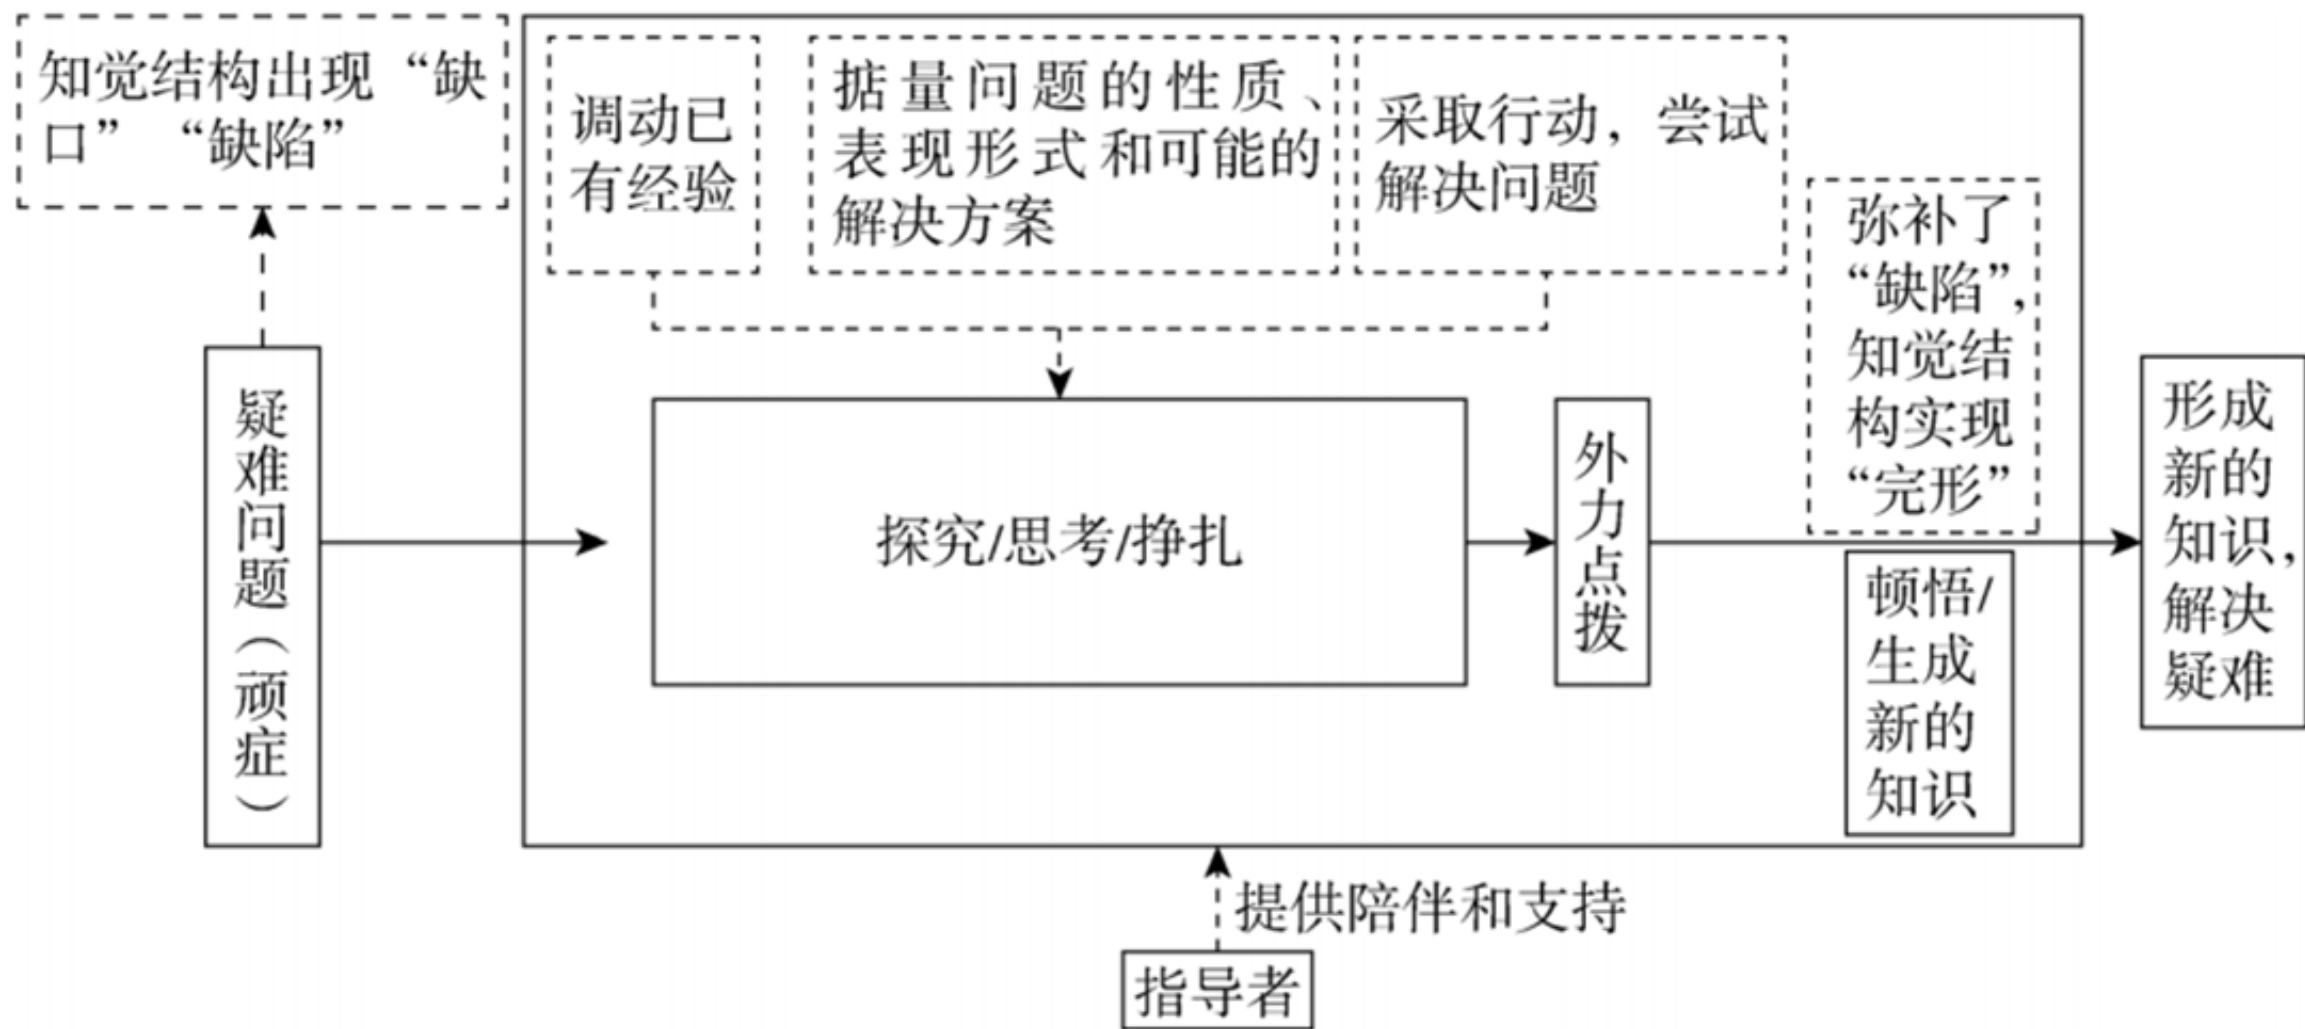 知觉结构出现“缺
口”“缺陷”
调动已
有经验
掂量问题的性质、
表现形式和可能的
解决方案
采取行动，尝试
解决问题
弥补了
“缺陷”，
知觉结
构实现
“完形”
疑难问题（顽症）
探究/思考/挣扎
外力点拨
顿悟/
生成
新的
知识
形成
新的
知识，
解决
疑难
提供陪伴和支持
指导者